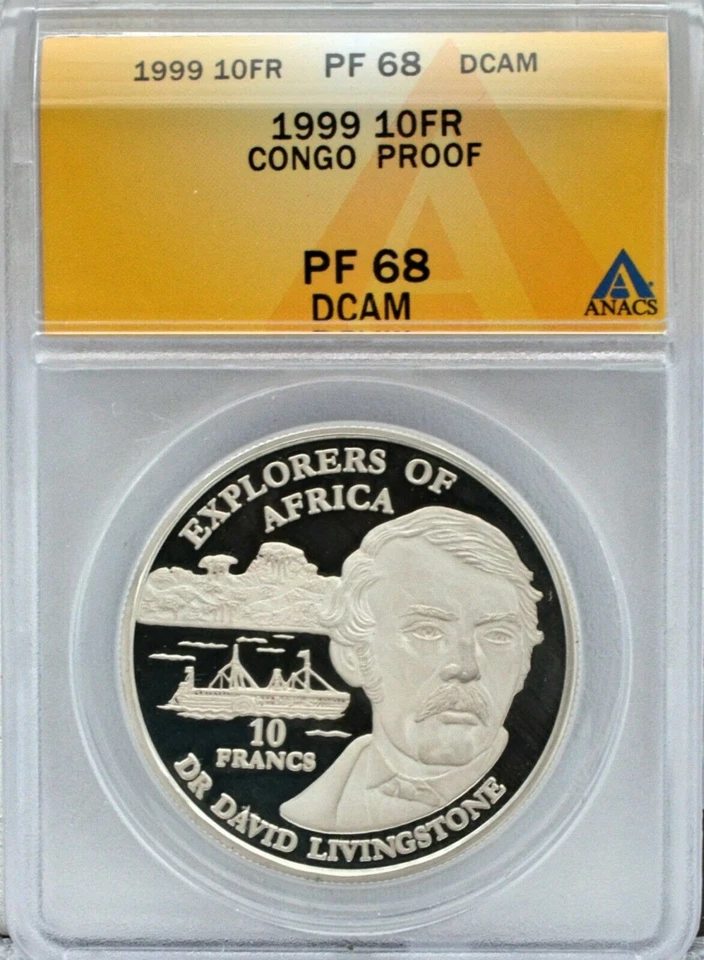 1999 10FR PF 68 DCAM
1999 10FR
CONGO PROOF
PF 68
DCAM
ANACS
EXPLORERS OF
AFRICA
10
FRANCS
DR DAVID LIVINGSTONE